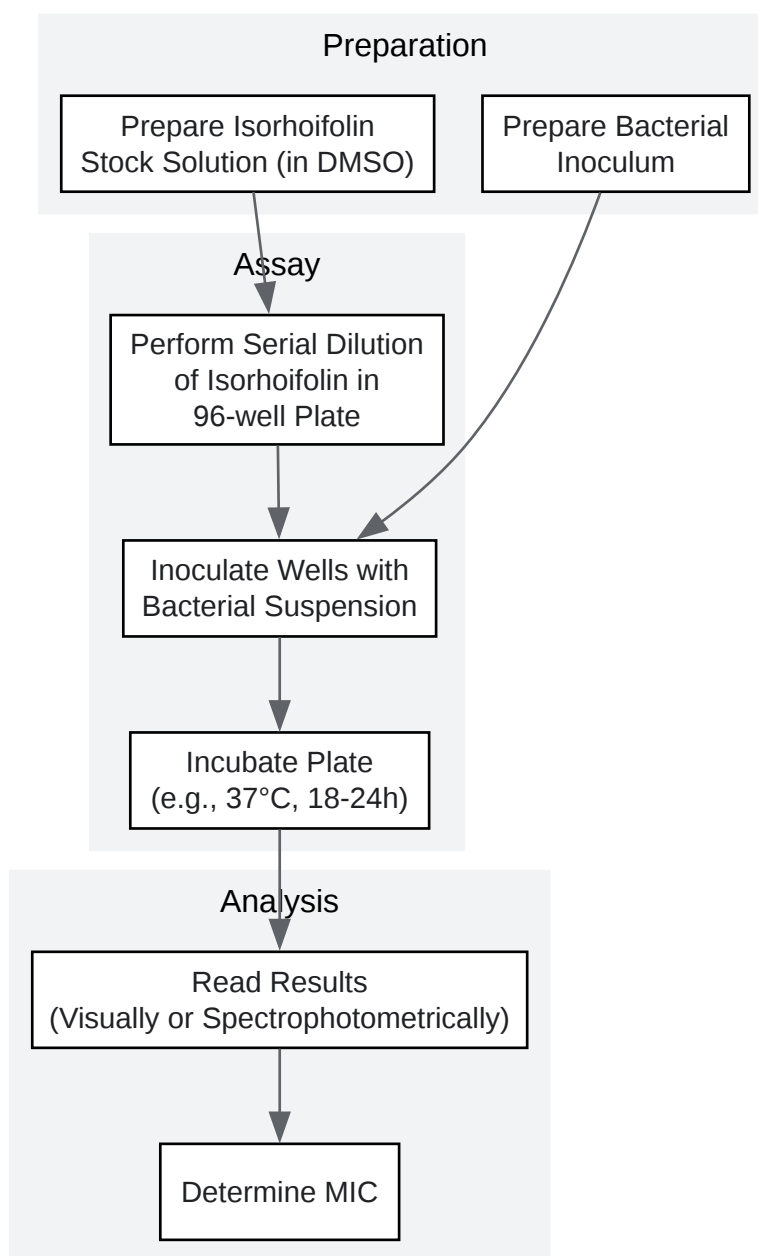 Preparation
Prepare Isorhoifolin
Stock Solution (in DMSO)
Prepare Bacterial
Inoculum
Assay
Perform Serial Dilution
of Isorhoifolin in
96-well Plate
Inoculate Wells with
Bacterial Suspension
Incubate Plate
(e.g., 37°C, 18-24h)
Analysis
Read Results
(Visually or Spectrophotometrically)
Determine MIC